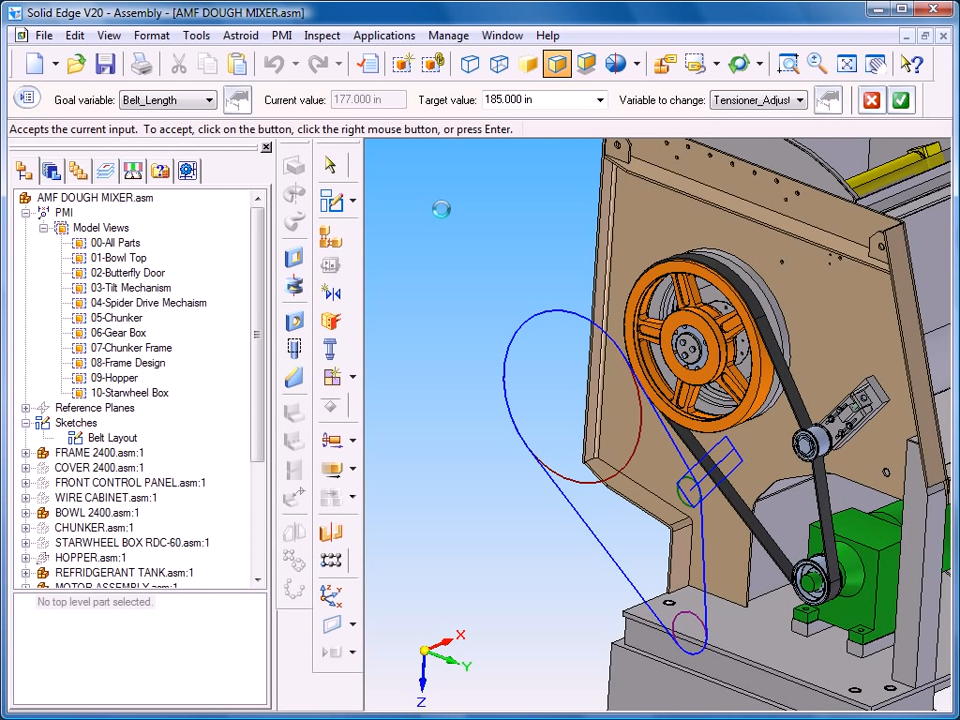 Solid Edge V20 - Assembly - [AMF DOUGH MIXER.asm]
File Edit View Format Tools Astroid PMI Inspect Applications Manage Window Help
Goal variable: Belt_Length Current value: 177.000 in Target value: 185.000 in Variable to change: Tensioner_Adjust
Accepts the current input. To accept, click on the button, click the right mouse button, or press Enter.
AMF DOUGH MIXER.asm
PMI
Model Views
00-All Parts
01-Bowl Top
02-Butterfly Door
03-Tilt Mechanism
04-Spider Drive Mechaism
05-Chunker
06-Gear Box
07-Chunker Frame
08-Frame Design
09-Hopper
10-Starwheel Box
Reference Planes
Sketches
Belt Layout
FRAME 2400.asm:1
COVER 2400.asm:1
FRONT CONTROL PANEL.asm:1
WIRE CABINET.asm:1
BOWL 2400.asm:1
CHUNKER.asm:1
STARWHEEL BOX RDC-60.asm:1
HOPPER.asm:1
REFRIDGERANT TANK.asm:1
MOTOR ASSEMBLY.asm:1
No top level part selected.
X
Y
Z